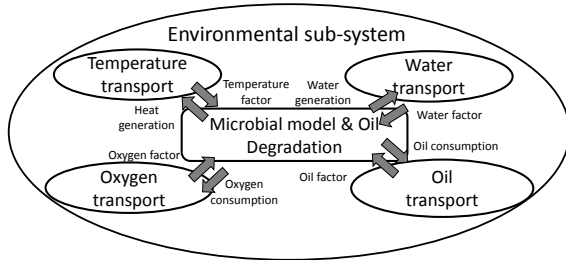 Environmental sub-system
Temperature
transport
Temperature
factor
Water
generation
Water
transport
Heat
generation
Microbial model & Oil
Degradation
Water factor
Oil consumption
Oxygen factor
Oxygen
transport
Oxygen
consumption
Oil factor
Oil
transport